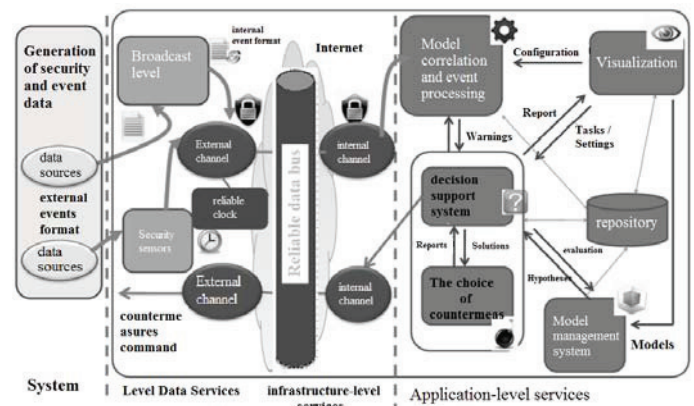 Generation
of security
and event
data
data
sources
external
events
format
data
sources
System
Broadcast
level
internal
event format
External
channel
reliable
clock
Security
sensors
External
channel
counterme
asures
command
Level Data Services
Internet
Reliable data bus
internal
channel
internal
channel
infrastructure-level
services
Model
correlation
and event
processing
Configuration
Visualization
Report
Tasks /
Settings
Warnings
decision
support
system
?
Reports
Solutions
The choice
of
countermeas
repository
evaluation
Hypotheses
Model
management
system
Models
Application-level services